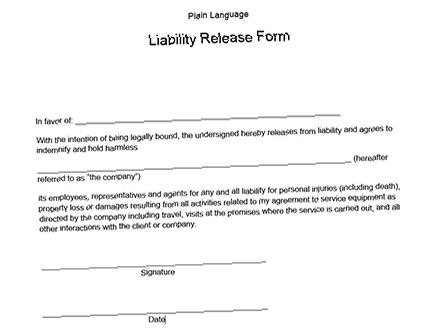 Plain Language
Liability Release Form
In favor of:
With the intention of being legally bound, the undersigned hereby releases from liability and agrees to
indemnify and hold harmless
(hereafter
referred to as "the company")
its employees, representatives and agents for any and all liability for personal injuries (including death),
property loss or damages resulting from all activities related to my agreement to service equipment as
directed by the company including travel, visits at the premises where the service is carried out, and all
other interactions with the client or company.
Signature
Date